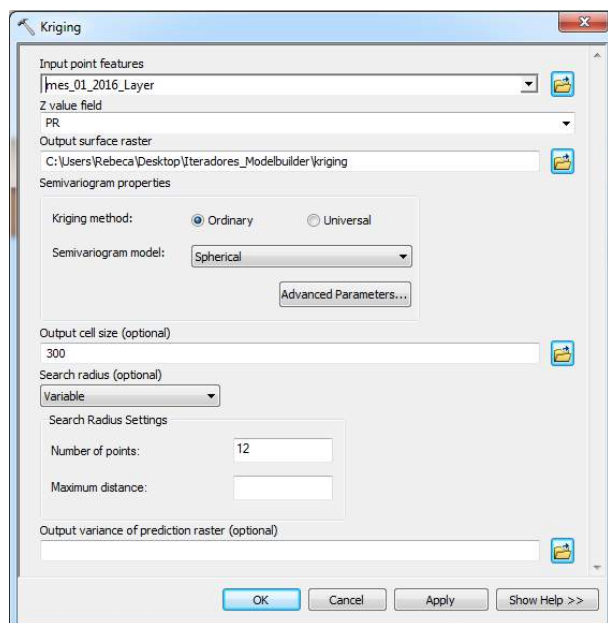 Kriging
Input point features
mes_01_2016_Layer
Z value field
PR
Output surface raster
C:\Users\Rebeca\Desktop\Iteradores_Modelbuilder\kriging
Semivariogram properties
Kriging method: Ordinary Universal
Semivariogram model: Spherical
Advanced Parameters...
Output cell size (optional)
300
Search radius (optional)
Variable
Search Radius Settings
Number of points: 12
Maximum distance:
Output variance of prediction raster (optional)
OK Cancel Apply Show Help >>